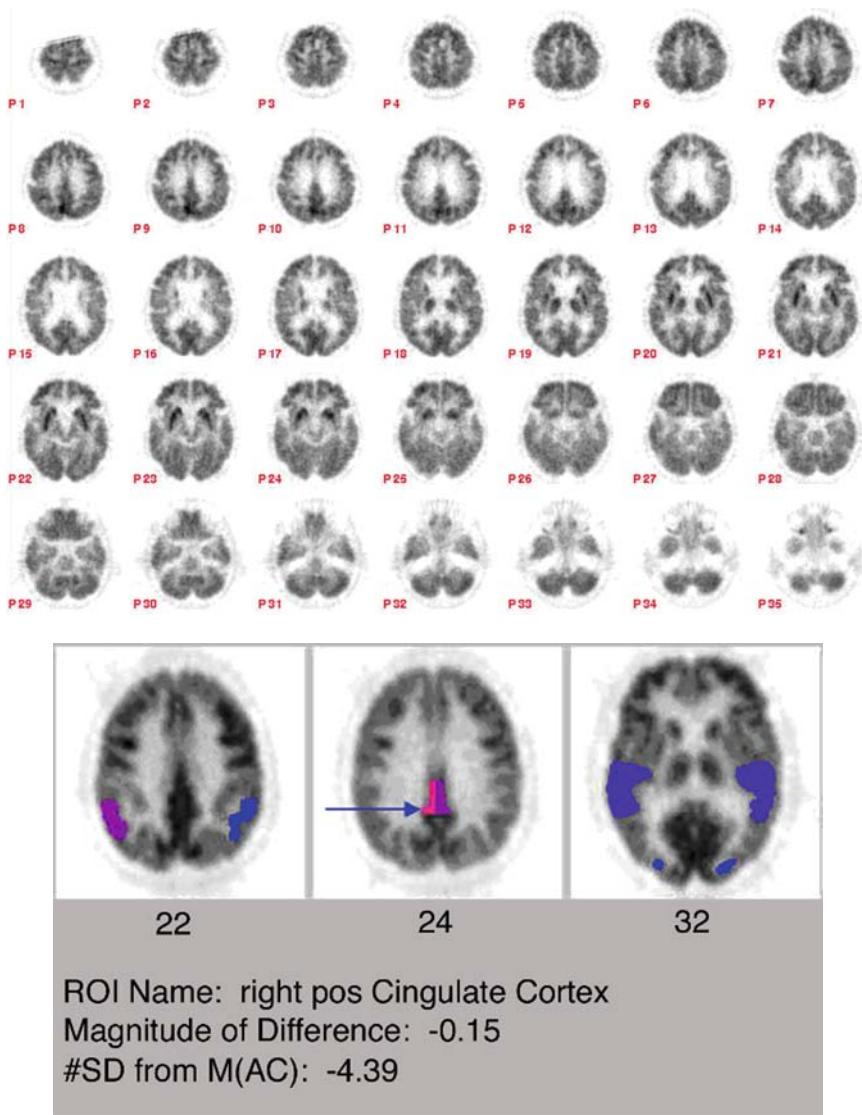 P1 P2 P3 P4 P5 P6 P7
P8 P9 P10 P11 P12 P13 P14
P15 P16 P17 P18 P19 P20 P21
P22 P23 P24 P25 P26 P27 P28
P29 P30 P31 P32 P33 P34 P35
22 24 32
ROI Name: right pos Cingulate Cortex
Magnitude of Difference: -0.15
#SD from M(AC): -4.39